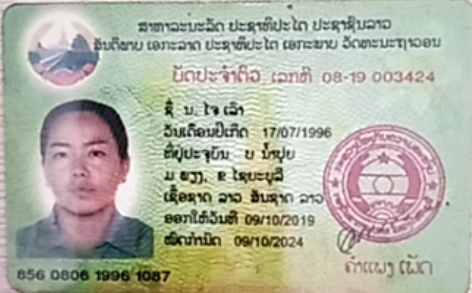 ສາທາລະນະລັດ ປະຊາທິປະໄຕ ປະຊາຊົນລາວ
ສັນຕິພາບ ເອກະລາດ ປະຊາທິປະໄຕ ເອກະພາບ ວັດທະນະຖາວອນ
ບັດປະຈຳຕົວ ເລກທີ 08-19 003424
ຊື່ ນ. ໃຈ ເລົ່າ
ວັນເດືອນປີເກີດ 17/07/1996
ທີ່ຢູ່ປະຈຸບັນ ບ ນ້ຳປຸຍ
ມ ພຽງ, ຂ ໄຊຍະບູລີ
ເຊື້ອຊາດ ລາວ ສັນຊາດ ລາວ
ອອກໃຫ້ວັນທີ 09/10/2019
ໝົດກຳນົດ 09/10/2024
856 0806 1996 1087